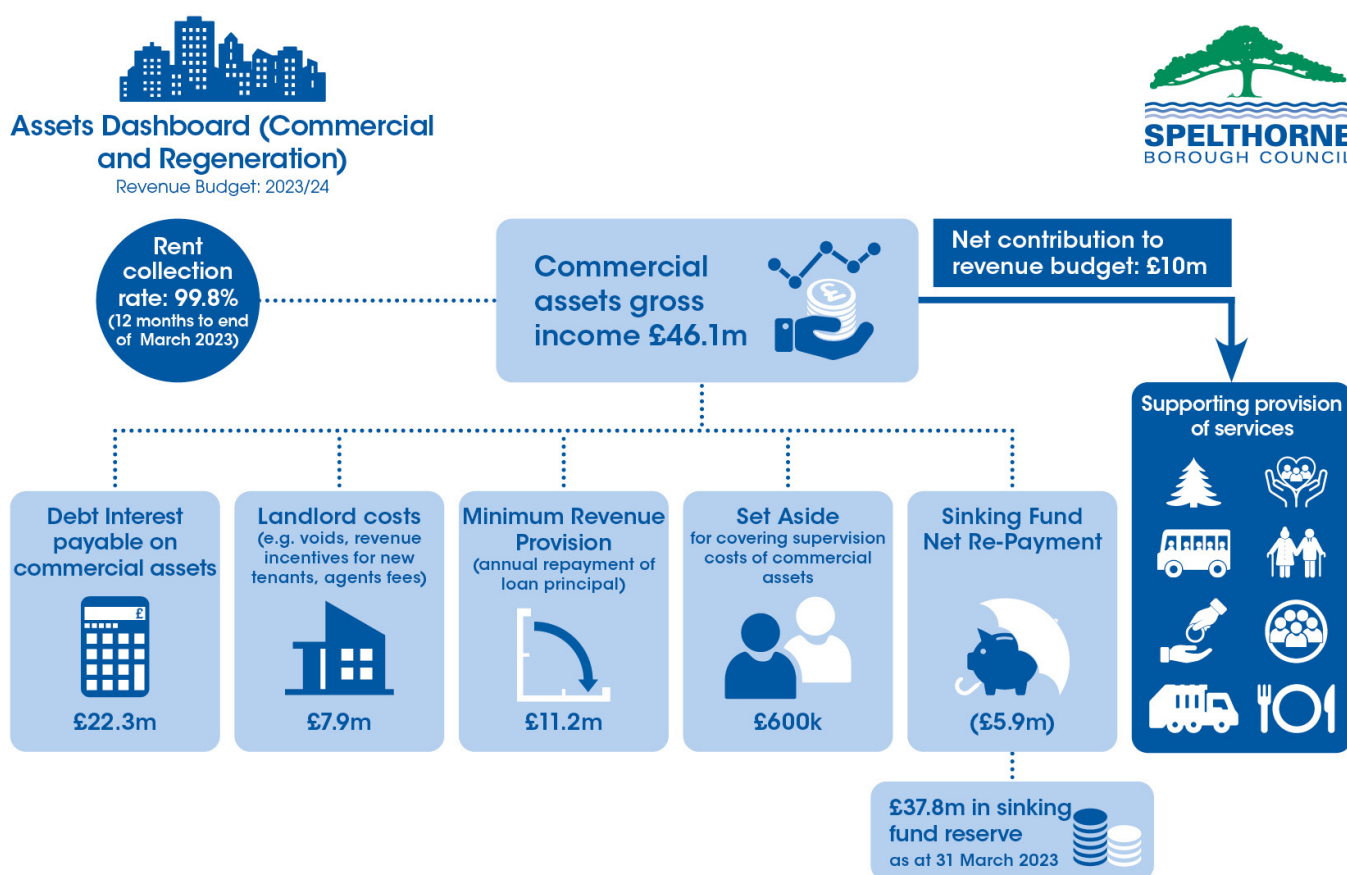 Assets Dashboard (Commercial
and Regeneration)
Revenue Budget: 2023/24
SPELTHORNE
BOROUGH COUNCIL
Rent
collection
rate: 99.8%
(12 months to end
of March 2023)
Commercial
assets gross
income £46.1m
£
Net contribution to
revenue budget: £10m
Supporting provision
of services
Debt Interest
payable on
commercial assets
£
£22.3m
Landlord costs
(e.g. voids, revenue
incentives for new
tenants, agents fees)
£7.9m
Minimum Revenue
Provision
(annual repayment of
loan principal)
£11.2m
Set Aside
for covering supervision
costs of commercial
assets
£600k
Sinking Fund
Net Re-Payment
(£5.9m)
£37.8m in sinking
fund reserve
as at 31 March 2023